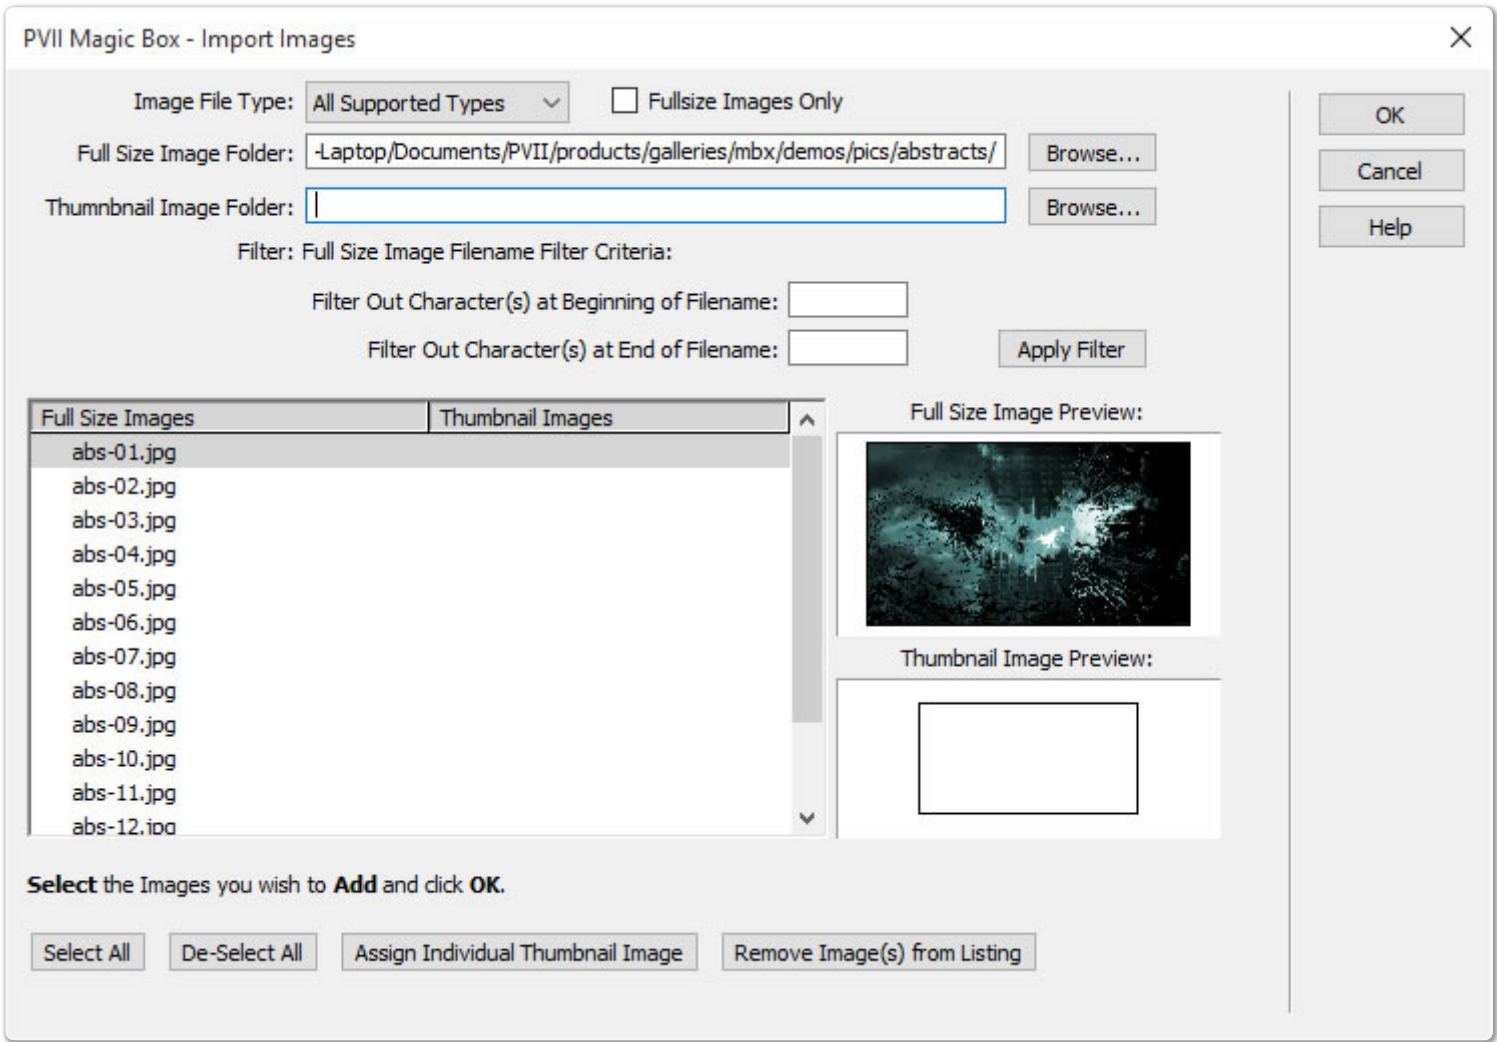 PVII Magic Box - Import Images
Image File Type: All Supported Types Fullsize Images Only
OK
Full Size Image Folder: -Laptop/Documents/PVII/products/galleries/mbx/demos/pics/abstracts/ Browse...
Cancel
Thumnbnail Image Folder: Browse...
Help
Filter: Full Size Image Filename Filter Criteria:
Filter Out Character(s) at Beginning of Filename:
Filter Out Character(s) at End of Filename: Apply Filter
Full Size Images Thumbnail Images
abs-01.jpg
abs-02.jpg
abs-03.jpg
abs-04.jpg
abs-05.jpg
abs-06.jpg
abs-07.jpg
abs-08.jpg
abs-09.jpg
abs-10.jpg
abs-11.jpg
abs-12.jpg
Full Size Image Preview:
Thumbnail Image Preview:
Select the Images you wish to Add and click OK.
Select All De-Select All Assign Individual Thumbnail Image Remove Image(s) from Listing